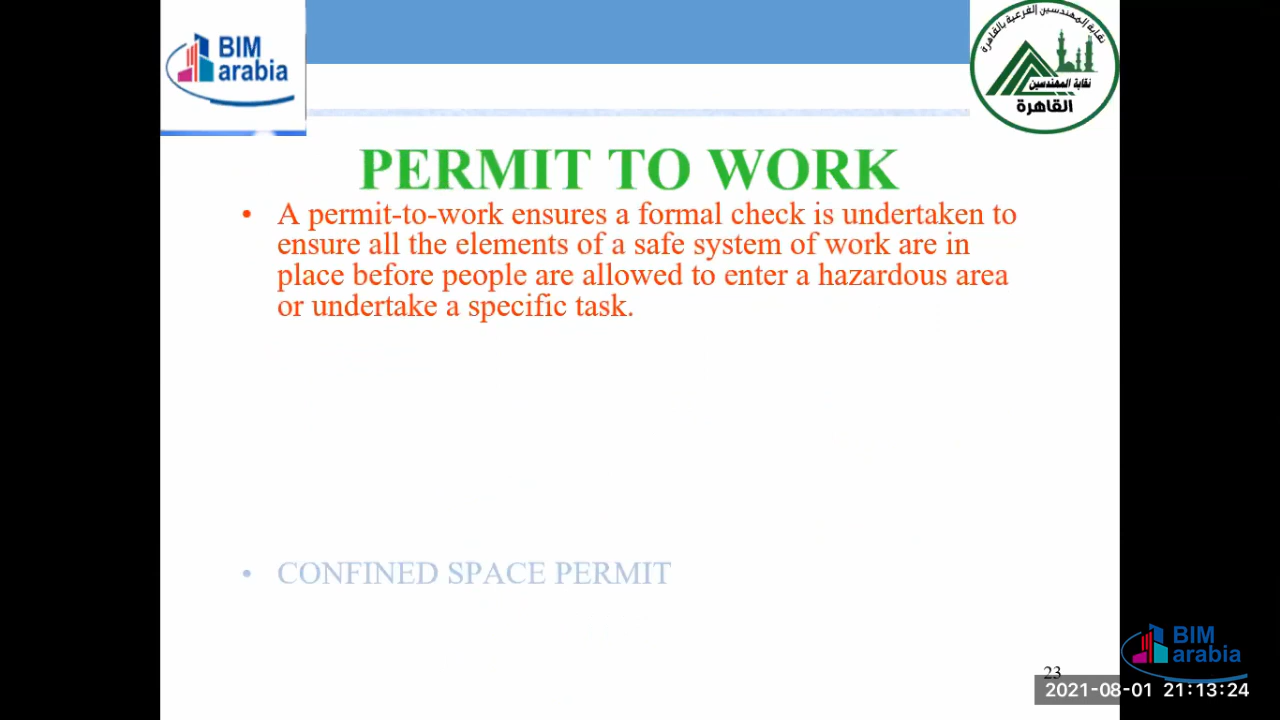 BIM
arabia
نقابة المهندسين الفرعية بالقاهرة
نقابة المهندسين
القاهرة
PERMIT TO WORK
• A permit-to-work ensures a formal check is undertaken to
ensure all the elements of a safe system of work are in
place before people are allowed to enter a hazardous area
or undertake a specific task.
• CONFINED SPACE PERMIT
BIM
arabia
23
2021-08-01 21:13:24